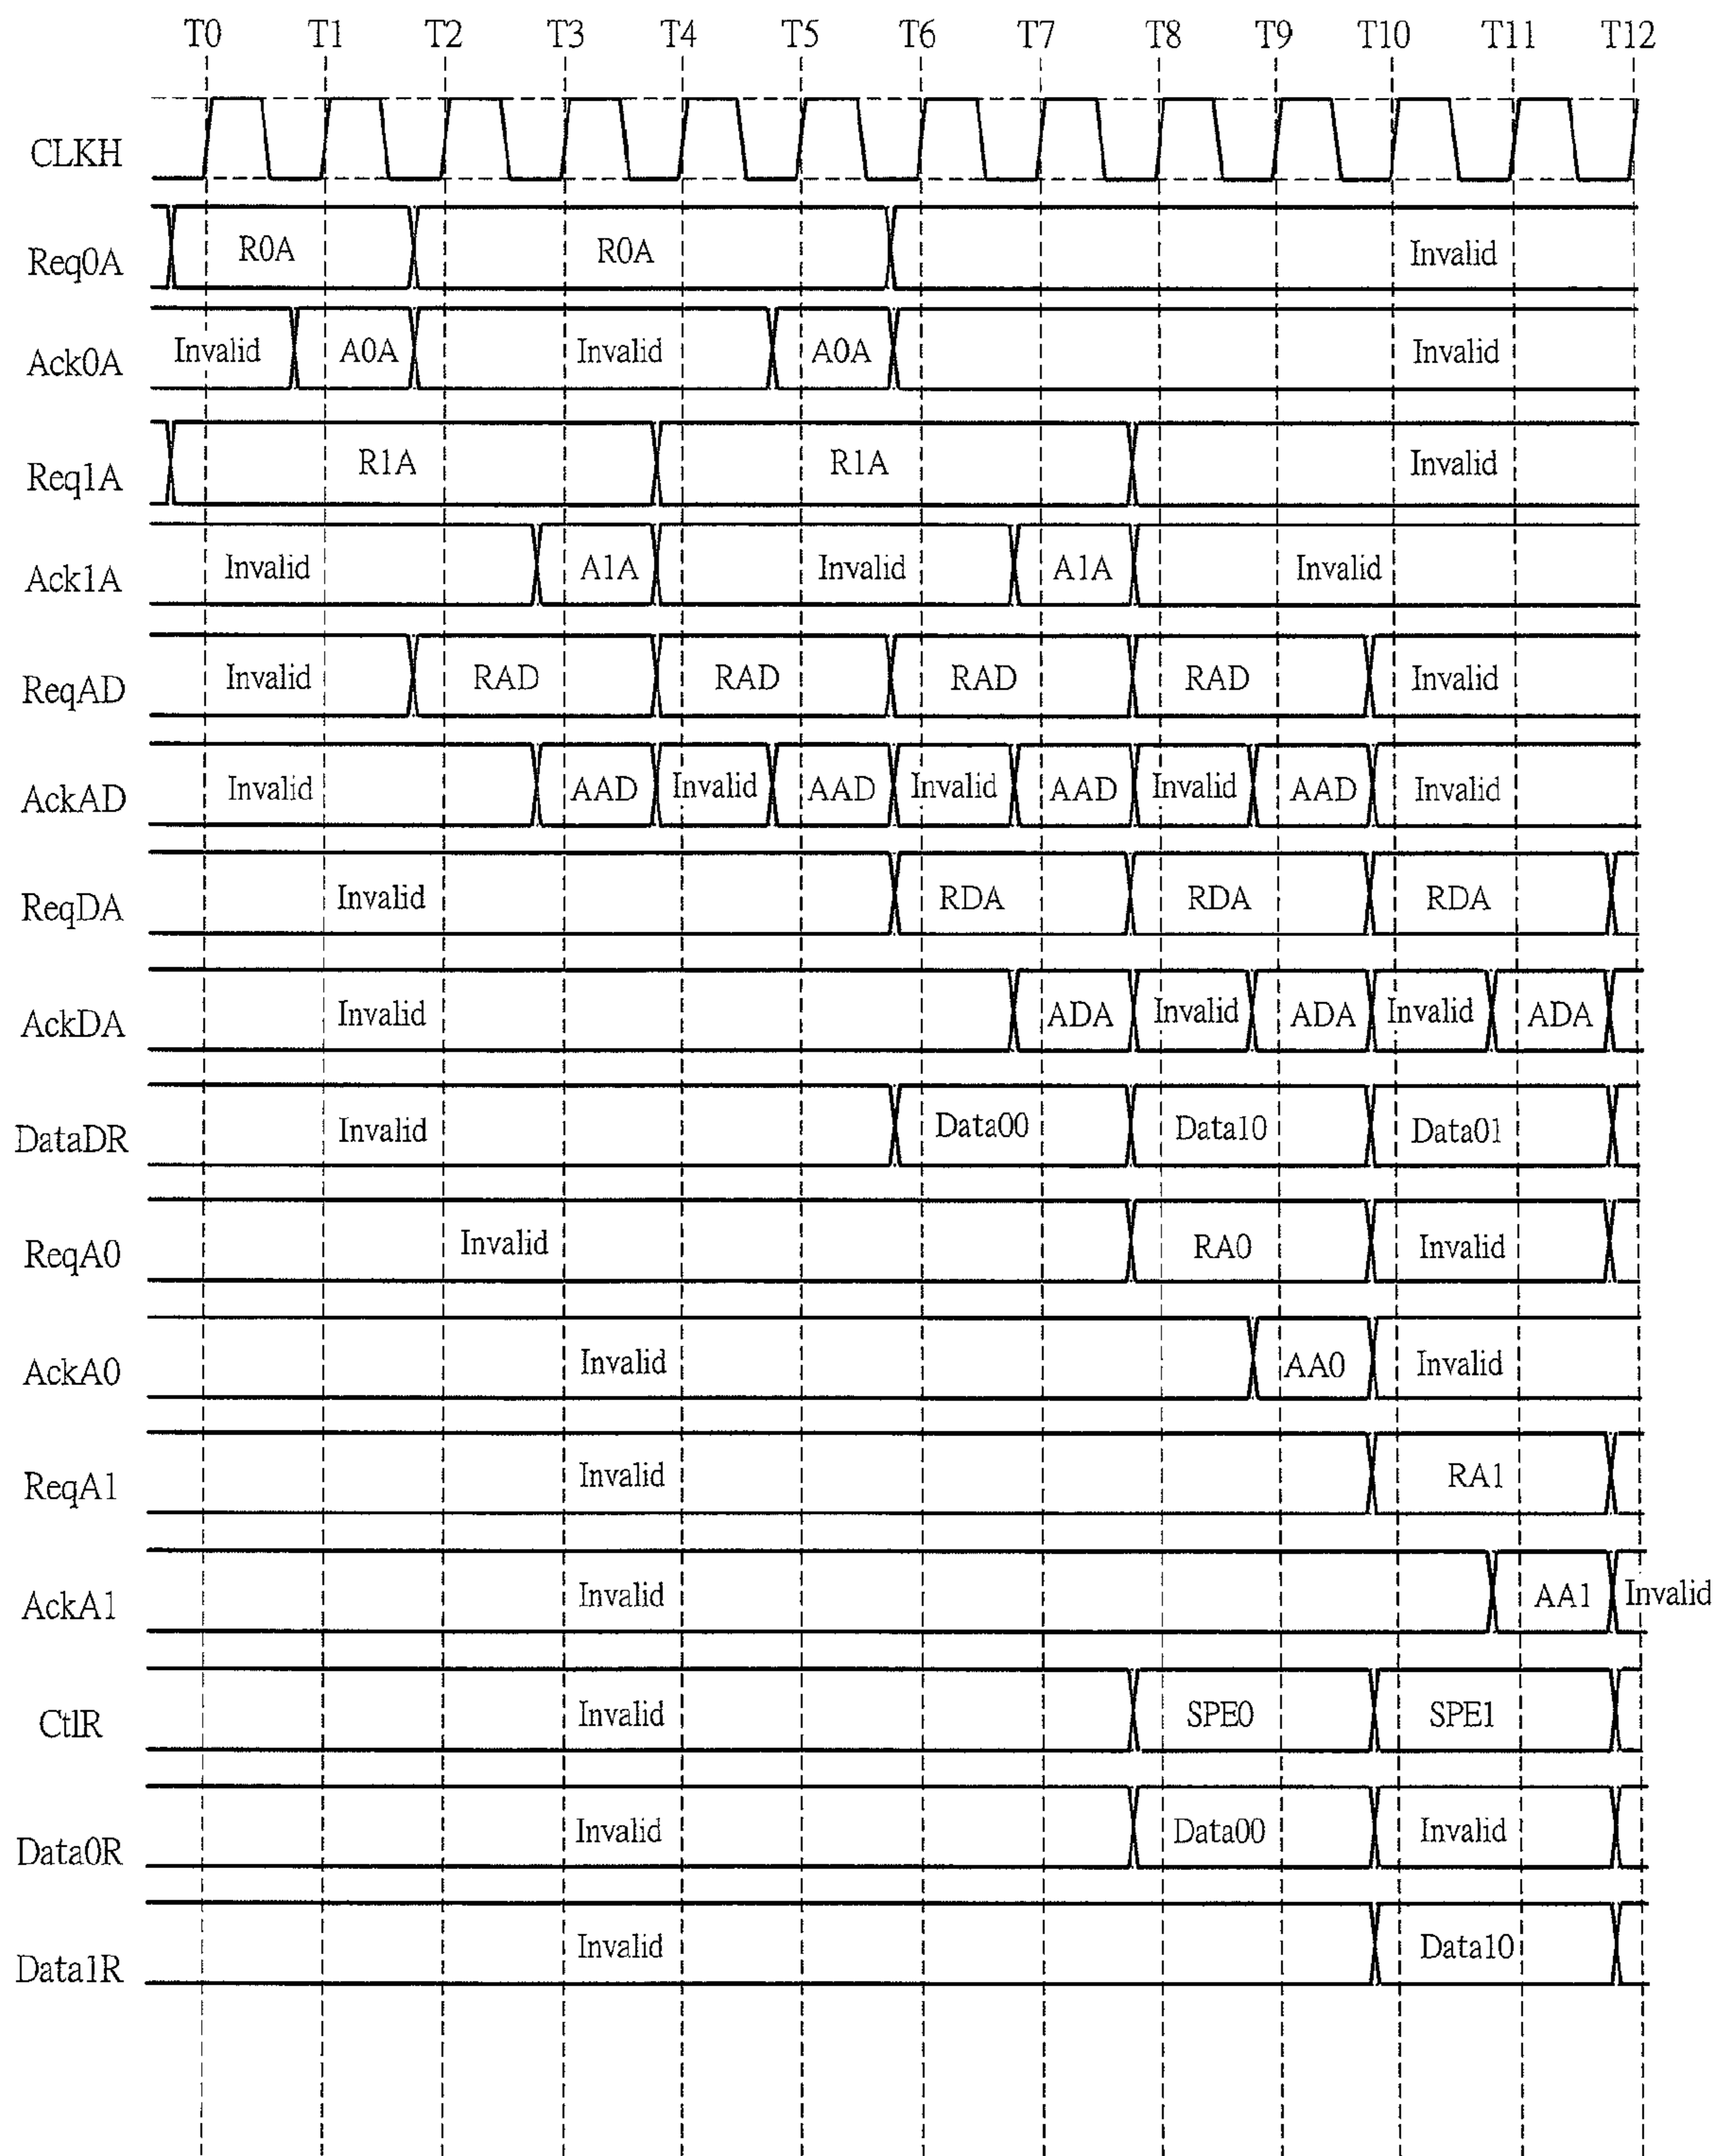 T0 T1 T2 T3 T4 T5 T6 T7 T8 T9 T10 T11 T12
CLKH
Req0A R0A R0A Invalid
Ack0A Invalid A0A Invalid A0A Invalid
Req1A R1A R1A Invalid
Ack1A Invalid A1A Invalid A1A Invalid
ReqAD Invalid RAD RAD RAD RAD Invalid
AckAD Invalid AAD Invalid AAD Invalid AAD Invalid AAD Invalid
ReqDA Invalid RDA RDA RDA
AckDA Invalid ADA Invalid ADA Invalid ADA
DataDR Invalid Data00 Data10 Data01
ReqA0 Invalid RA0 Invalid
AckA0 Invalid AA0 Invalid
ReqA1 Invalid RA1
AckA1 Invalid AA1 Invalid
CtlR Invalid SPE0 SPE1
Data0R Invalid Data00 Invalid
Data1R Invalid Data10